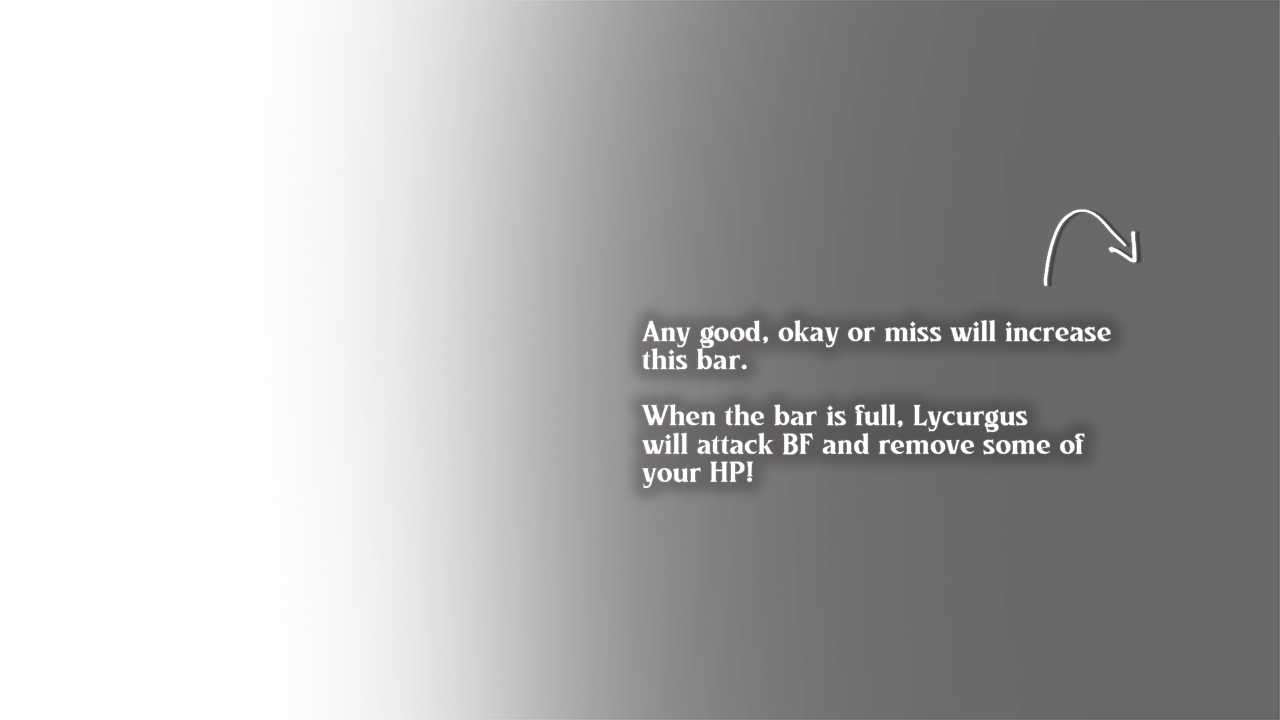 Any good, okay or miss will increase
this bar.
When the bar is full, Lycurgus
will attack BF and remove some of
your HP!